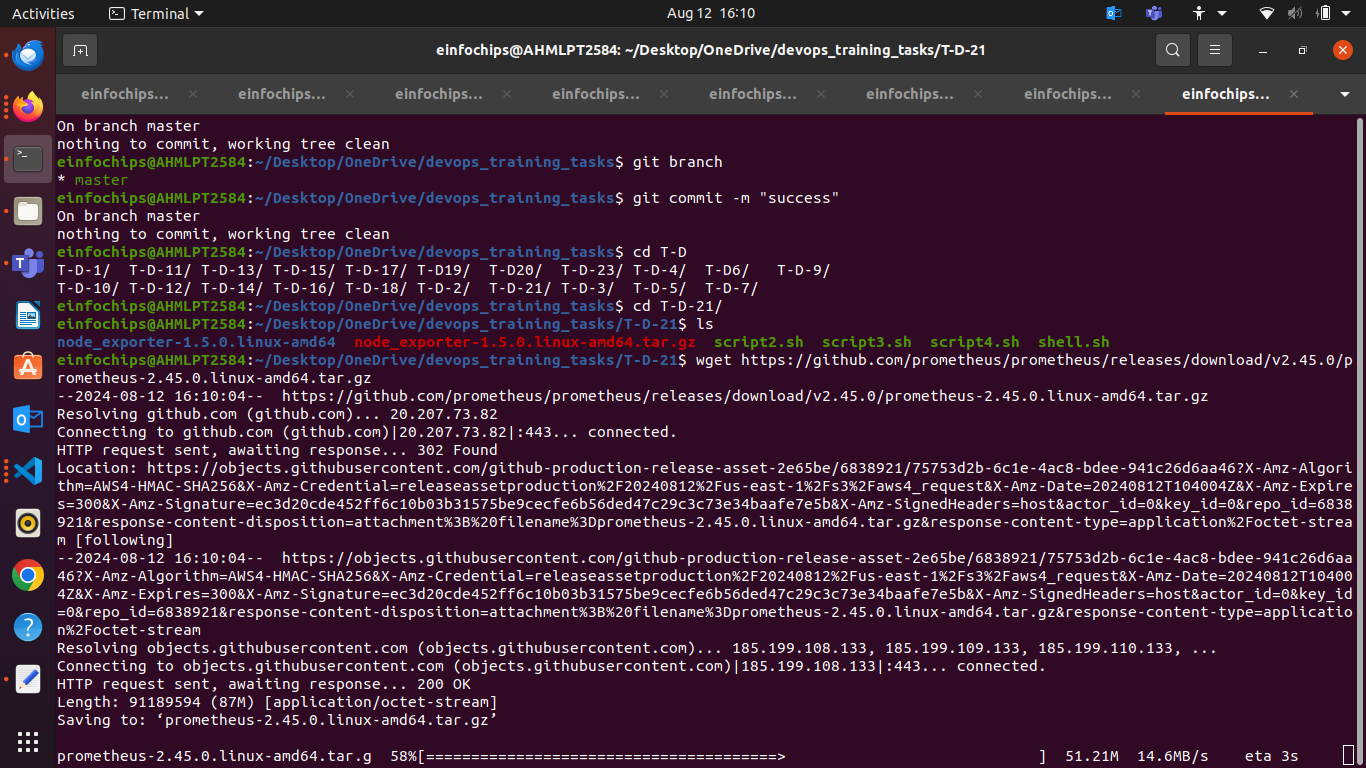 Activities Terminal Aug 12 16:10
einfochips@AHMLPT2584: ~/Desktop/OneDrive/devops_training_tasks/T-D-21
einfochips... einfochips... einfochips... einfochips... einfochips... einfochips... einfochips... einfochips...
On branch master
nothing to commit, working tree clean
einfochips@AHMLPT2584:~/Desktop/OneDrive/devops_training_tasks$ git branch
* master
einfochips@AHMLPT2584:~/Desktop/OneDrive/devops_training_tasks$ git commit -m "success"
On branch master
nothing to commit, working tree clean
einfochips@AHMLPT2584:~/Desktop/OneDrive/devops_training_tasks$ cd T-D
T-D-1/ T-D-11/ T-D-13/ T-D-15/ T-D-17/ T-D19/ T-D20/ T-D-23/ T-D-4/ T-D6/ T-D-9/
T-D-10/ T-D-12/ T-D-14/ T-D-16/ T-D-18/ T-D-2/ T-D-21/ T-D-3/ T-D-5/ T-D-7/
einfochips@AHMLPT2584:~/Desktop/OneDrive/devops_training_tasks$ cd T-D-21/
einfochips@AHMLPT2584:~/Desktop/OneDrive/devops_training_tasks/T-D-21$ ls
node_exporter-1.5.0.linux-amd64 node_exporter-1.5.0.linux-amd64.tar.gz script2.sh script3.sh script4.sh shell.sh
einfochips@AHMLPT2584:~/Desktop/OneDrive/devops_training_tasks/T-D-21$ wget https://github.com/prometheus/prometheus/releases/download/v2.45.0/p
rometheus-2.45.0.linux-amd64.tar.gz
--2024-08-12 16:10:04-- https://github.com/prometheus/prometheus/releases/download/v2.45.0/prometheus-2.45.0.linux-amd64.tar.gz
Resolving github.com (github.com)... 20.207.73.82
Connecting to github.com (github.com)|20.207.73.82|:443... connected.
HTTP request sent, awaiting response... 302 Found
Location: https://objects.githubusercontent.com/github-production-release-asset-2e65be/6838921/75753d2b-6c1e-4ac8-bdee-941c26d6aa46?X-Amz-Algori
thm=AWS4-HMAC-SHA256&X-Amz-Credential=releaseassetproduction%2F20240812%2Fus-east-1%2Fs3%2Faws4_request&X-Amz-Date=20240812T104004Z&X-Amz-Expire
s=300&X-Amz-Signature=ec3d20cde452ff6c10b03b31575be9cecfe6b56ded47c29c3c73e34baafe7e5b&X-Amz-SignedHeaders=host&actor_id=0&key_id=0&repo_id=6838
921&response-content-disposition=attachment%3B%20filename%3Dprometheus-2.45.0.linux-amd64.tar.gz&response-content-type=application%2Foctet-strea
m [following]
--2024-08-12 16:10:04-- https://objects.githubusercontent.com/github-production-release-asset-2e65be/6838921/75753d2b-6c1e-4ac8-bdee-941c26d6aa
46?X-Amz-Algorithm=AWS4-HMAC-SHA256&X-Amz-Credential=releaseassetproduction%2F20240812%2Fus-east-1%2Fs3%2Faws4_request&X-Amz-Date=20240812T10400
4Z&X-Amz-Expires=300&X-Amz-Signature=ec3d20cde452ff6c10b03b31575be9cecfe6b56ded47c29c3c73e34baafe7e5b&X-Amz-SignedHeaders=host&actor_id=0&key_id
=0&repo_id=6838921&response-content-disposition=attachment%3B%20filename%3Dprometheus-2.45.0.linux-amd64.tar.gz&response-content-type=applicatio
n%2Foctet-stream
Resolving objects.githubusercontent.com (objects.githubusercontent.com)... 185.199.108.133, 185.199.109.133, 185.199.110.133, ...
Connecting to objects.githubusercontent.com (objects.githubusercontent.com)|185.199.108.133|:443... connected.
HTTP request sent, awaiting response... 200 OK
Length: 91189594 (87M) [application/octet-stream]
Saving to: ‘prometheus-2.45.0.linux-amd64.tar.gz’
prometheus-2.45.0.linux-amd64.tar.g 58%[=======================================> ] 51.21M 14.6MB/s eta 3s